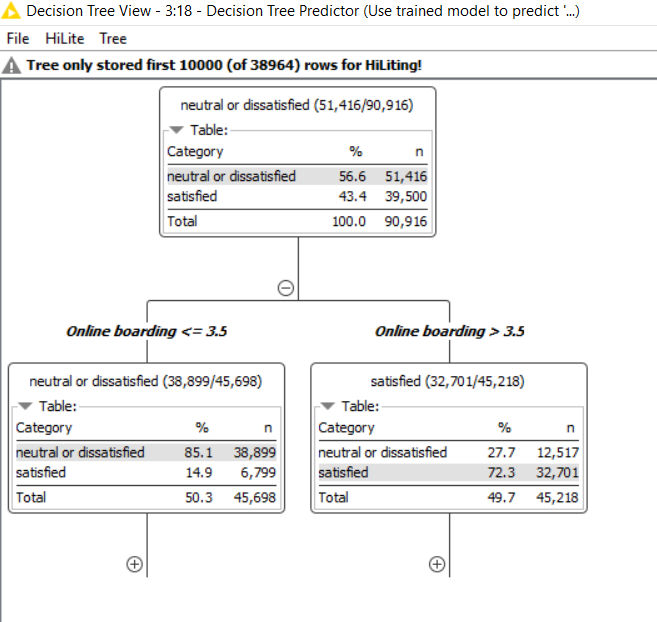 Decision Tree View - 3:18 - Decision Tree Predictor (Use trained model to predict '...)
File HiLite Tree
Tree only stored first 10000 (of 38964) rows for HiLiting!
neutral or dissatisfied (51,416/90,916)
Table:
Category % n
neutral or dissatisfied 56.6 51,416
satisfied 43.4 39,500
Total 100.0 90,916
Online boarding <= 3.5
neutral or dissatisfied (38,899/45,698)
Table:
Category % n
neutral or dissatisfied 85.1 38,899
satisfied 14.9 6,799
Total 50.3 45,698
Online boarding > 3.5
satisfied (32,701/45,218)
Table:
Category % n
neutral or dissatisfied 27.7 12,517
satisfied 72.3 32,701
Total 49.7 45,218